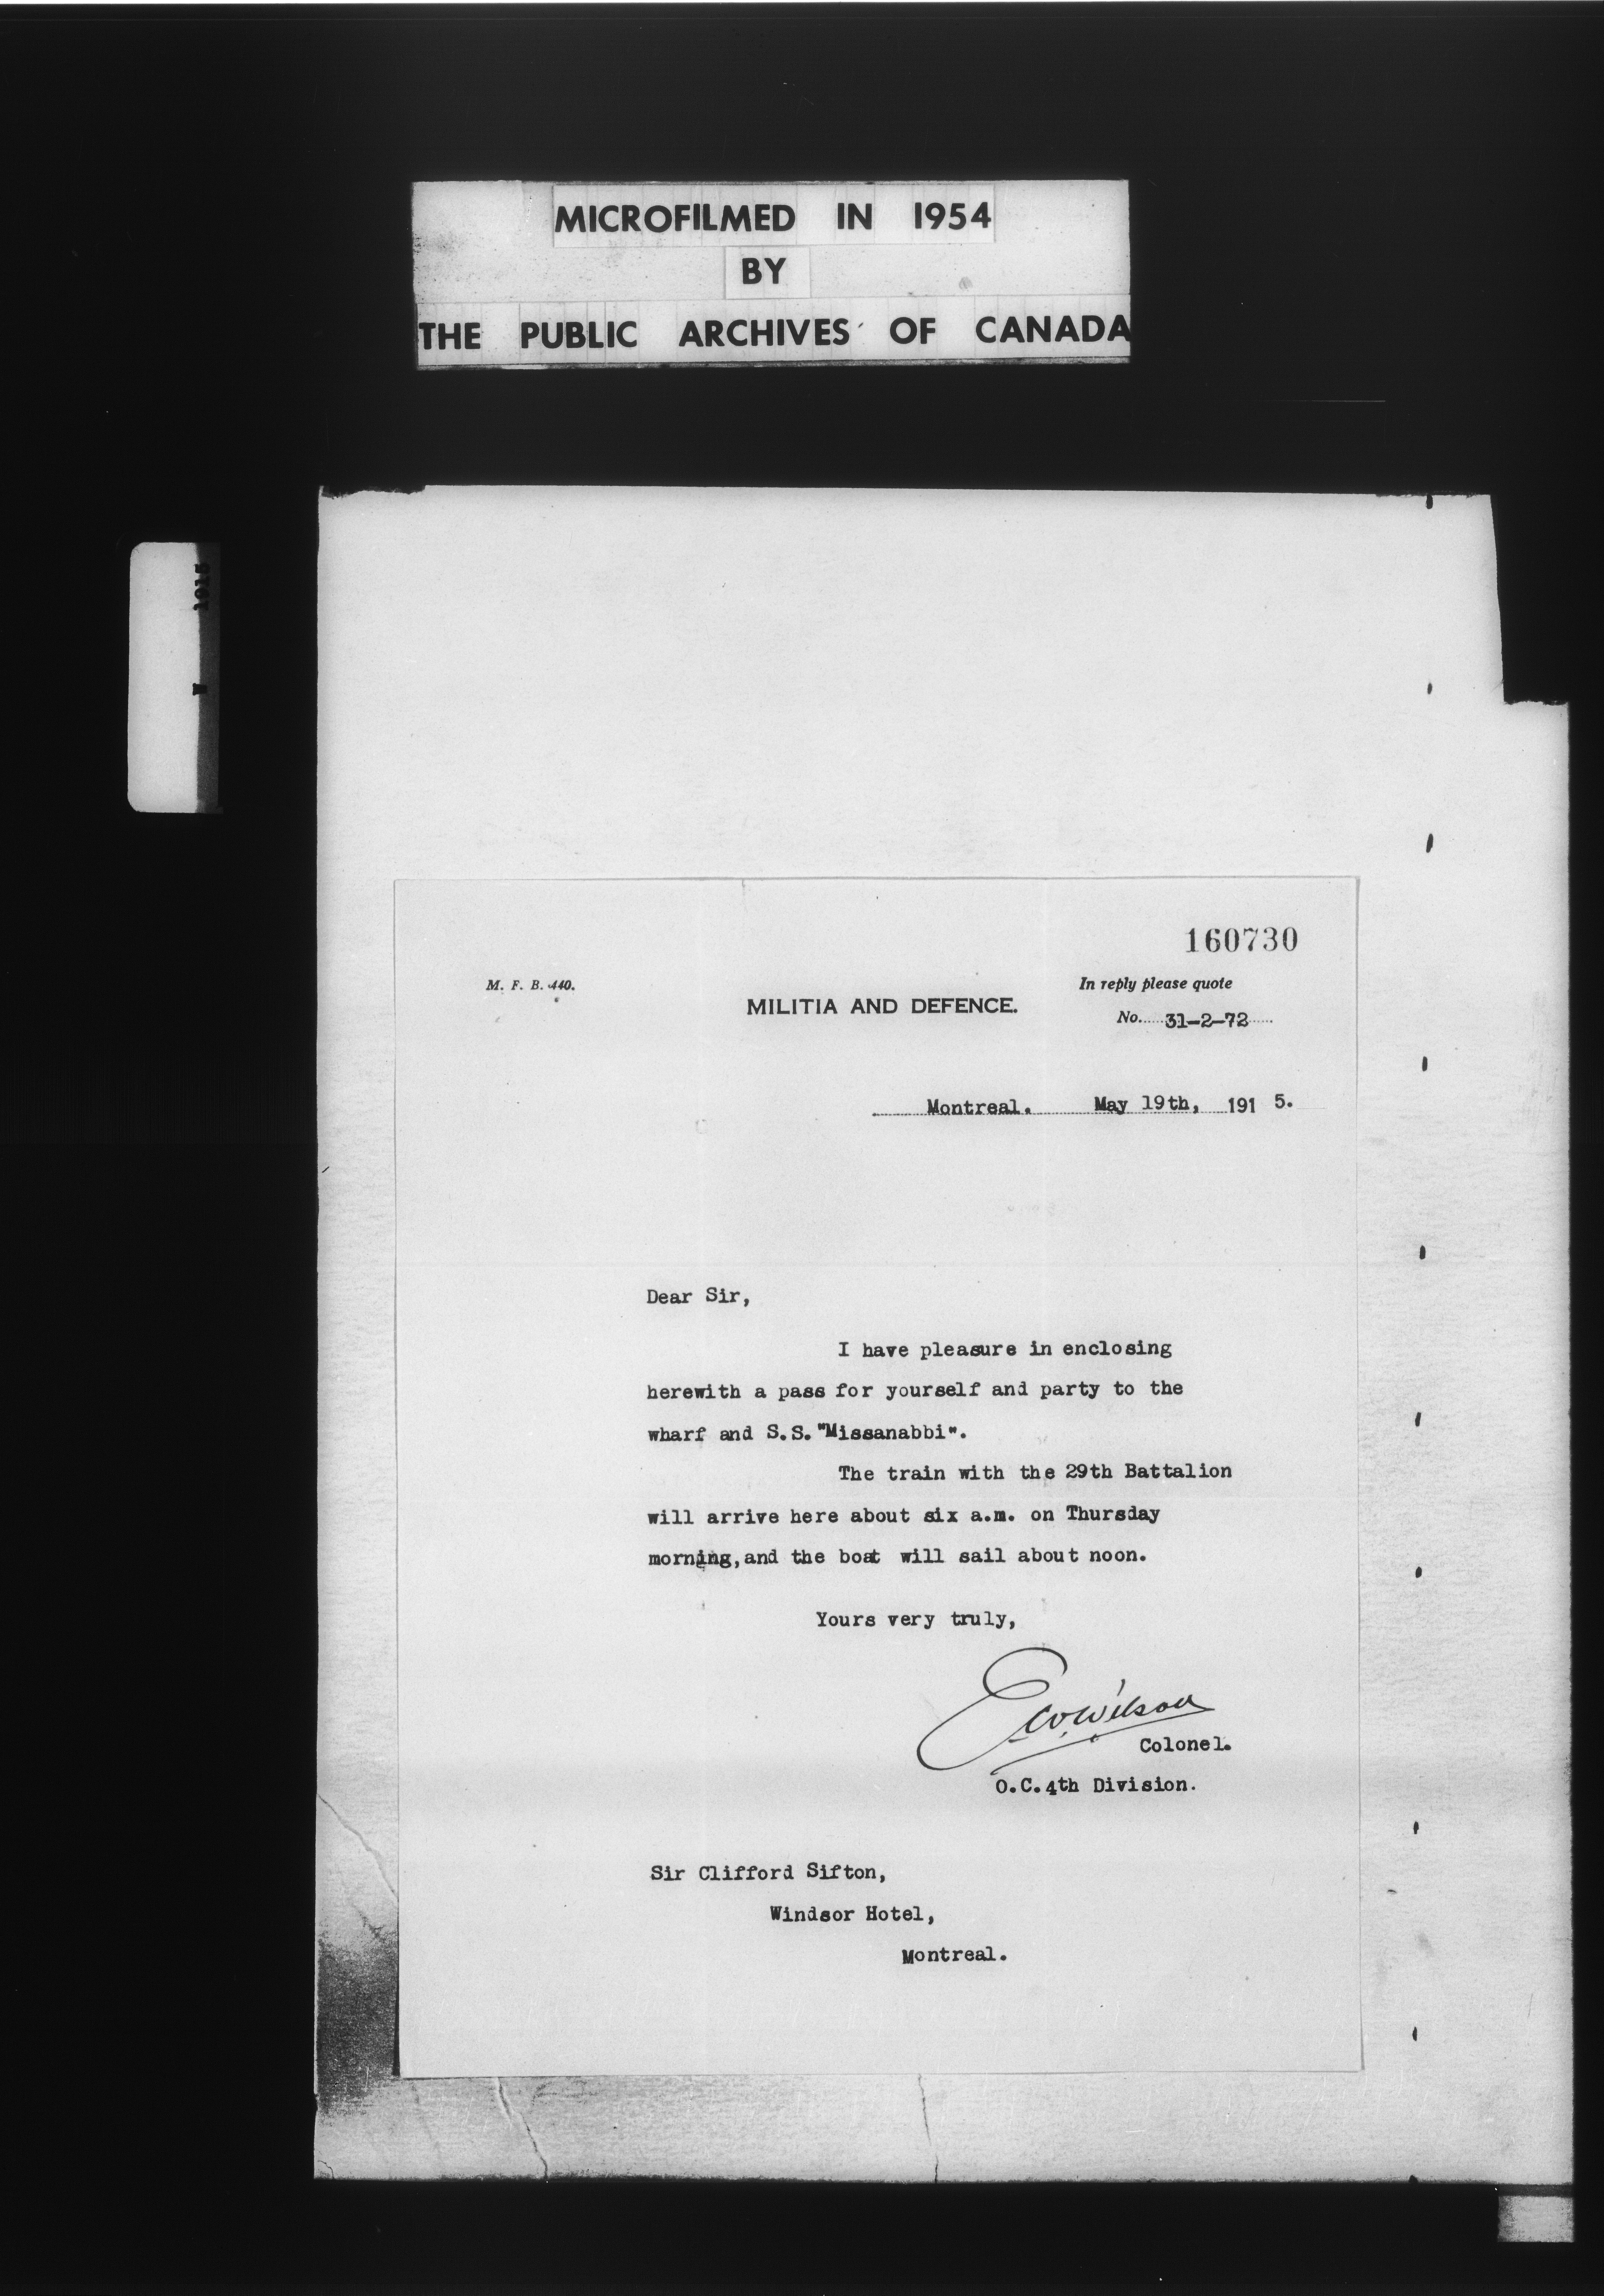 MICROFILMED IN 1954
BY
THE PUBLIC ARCHIVES OF CANADA
1915
160730
M. F. B. 440.
In reply please quote
MILITIA AND DEFENCE.
No. 31-2-72
Montreal. May 19th, 1915.
Dear Sir,
I have pleasure in enclosing
herewith a pass for yourself and party to the
wharf and S.S."Missanabbi".
The train with the 29th Battalion
will arrive here about six a.m. on Thursday
morning,and the boat will sail about noon.
Yours very truly,
E.W. Wilson
Colonel.
O.C.4th Division.
Sir Clifford Sifton,
Windsor Hotel,
Montreal.